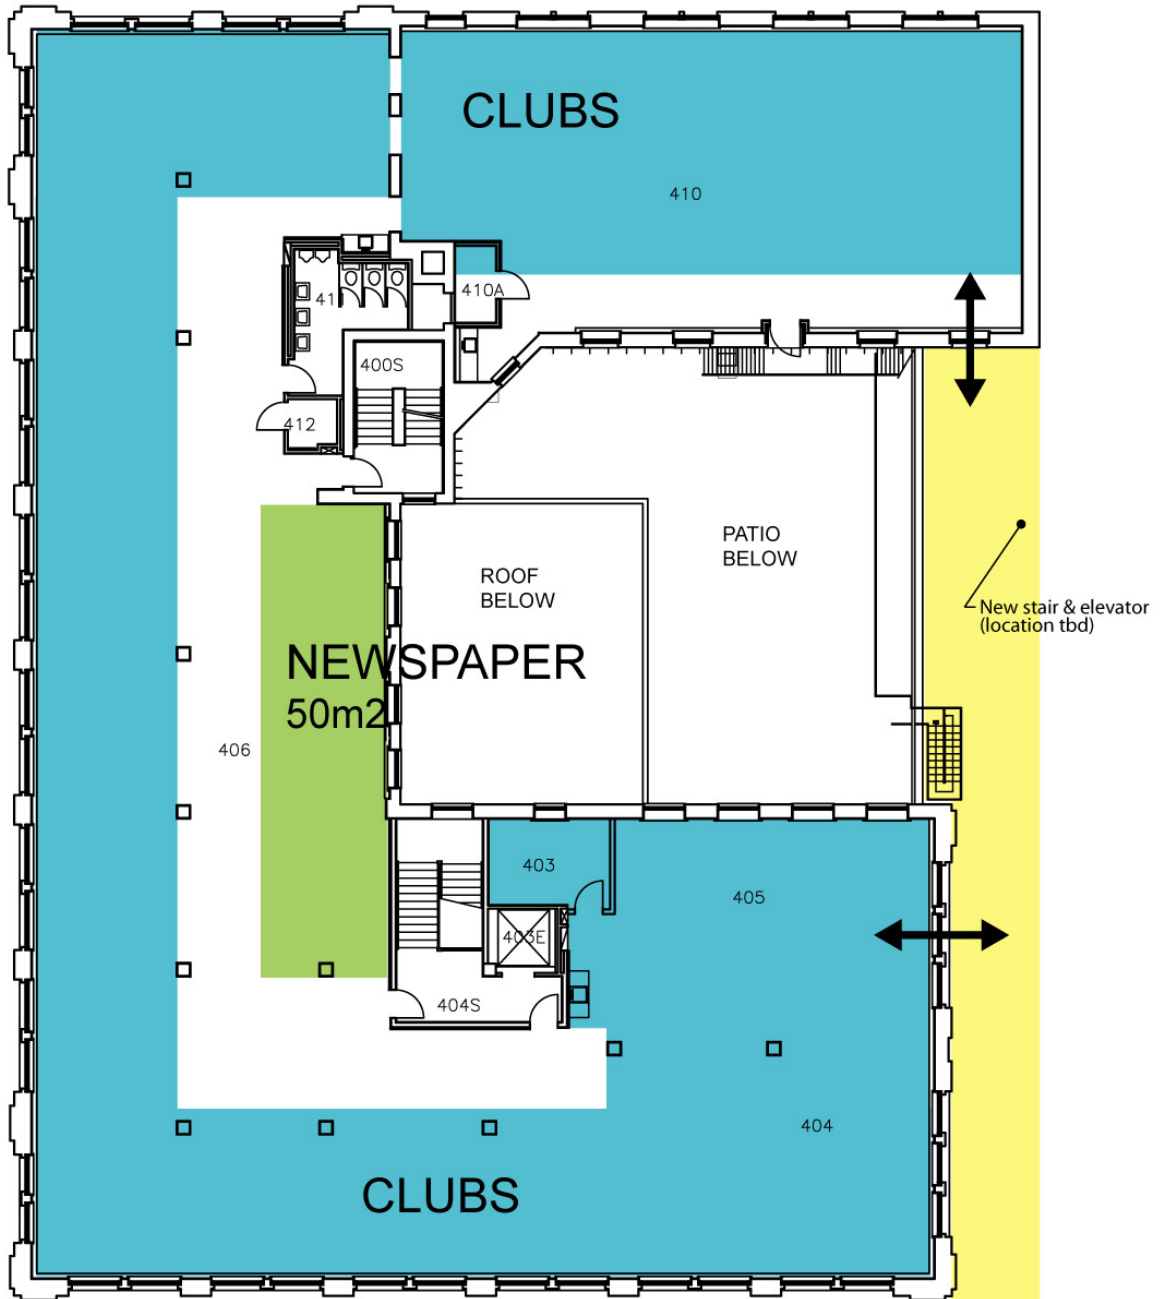 CLUBS
410
410A
41
400S
412
PATIO
BELOW
ROOF
BELOW
New stair & elevator
(location tbd)
NEWSPAPER
50m2
406
403
405
403E
404S
404
CLUBS